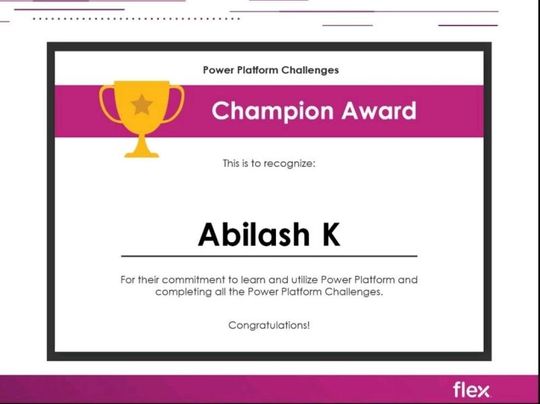 Power Platform Challenges
Champion Award
This is to recognize:
Abilash K
For their commitment to learn and utilize Power Platform and
completing all the Power Platform Challenges.
Congratulations!
flex